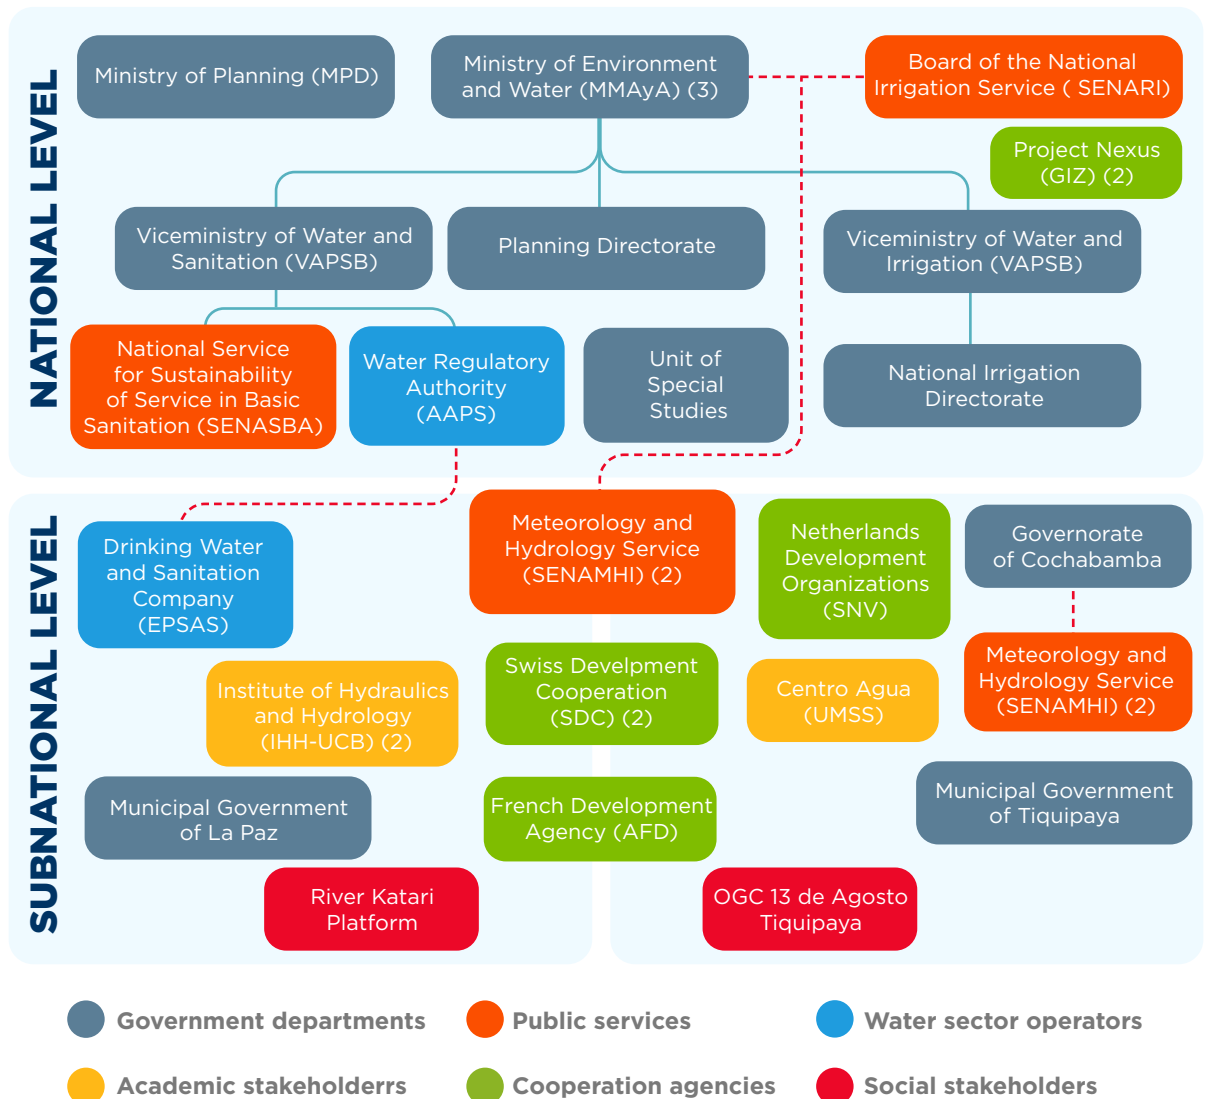 NATIONAL LEVEL
Ministry of Planning (MPD)
Ministry of Environment
and Water (MMAyA) (3)
Board of the National
Irrigation Service ( SENARI)
Project Nexus
(GIZ) (2)
Viceministry of Water and
Sanitation (VAPSB)
Planning Directorate
Viceministry of Water and
Irrigation (VAPSB)
National Service
for Sustainability
of Service in Basic
Sanitation (SENASBA)
Water Regulatory
Authority
(AAPS)
Unit of
Special
Studies
National Irrigation
Directorate
SUBNATIONAL LEVEL
Drinking Water
and Sanitation
Company
(EPSAS)
Meteorology and
Hydrology Service
(SENAMHI) (2)
Netherlands
Development
Organizations
(SNV)
Governorate
of Cochabamba
Institute of Hydraulics
and Hydrology
(IHH-UCB) (2)
Swiss Develpment
Cooperation
(SDC) (2)
Centro Agua
(UMSS)
Meteorology and
Hydrology Service
(SENAMHI) (2)
Municipal Government
of La Paz
French Development
Agency (AFD)
Municipal Government
of Tiquipaya
River Katari
Platform
OGC 13 de Agosto
Tiquipaya
Government departments
Public services
Water sector operators
Academic stakeholderrs
Cooperation agencies
Social stakeholders